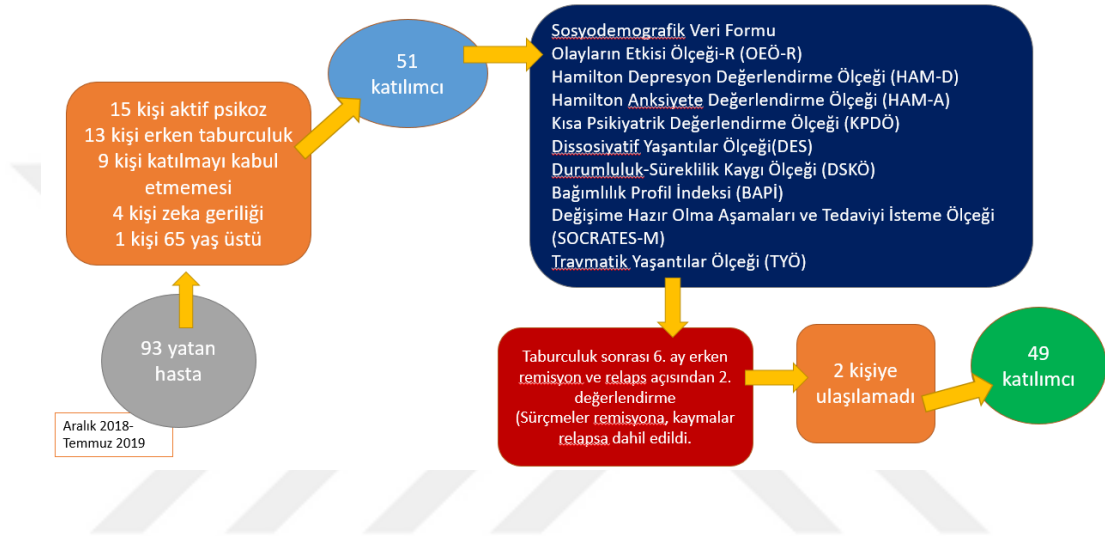 93 yatan
hasta
Aralık 2018-
Temmuz 2019
15 kişi aktif psikoz
13 kişi erken taburculuk
9 kişi katılmayı kabul
etmemesi
4 kişi zeka geriliği
1 kişi 65 yaş üstü
51
katılımcı
Sosyodemografik Veri Formu
Olayların Etkisi Ölçeği-R (OEÖ-R)
Hamilton Depresyon Değerlendirme Ölçeği (HAM-D)
Hamilton Anksiyete Değerlendirme Ölçeği (HAM-A)
Kısa Psikiyatrik Değerlendirme Ölçeği (KPDÖ)
Dissosiyatif Yaşantılar Ölçeği(DES)
Durumluluk-Süreklilik Kaygı Ölçeği (DSKÖ)
Bağımlılık Profil İndeksi (BAPİ)
Değişime Hazır Olma Aşamaları ve Tedaviyi İsteme Ölçeği
(SOCRATES-M)
Travmatik Yaşantılar Ölçeği (TYÖ)
Taburculuk sonrası 6. ay erken
remisyon ve relaps açısından 2.
değerlendirme
(Sürçmeler remisyona, kaymalar
relapsa dahil edildi.
2 kişiye
ulaşılamadı
49
katılımcı